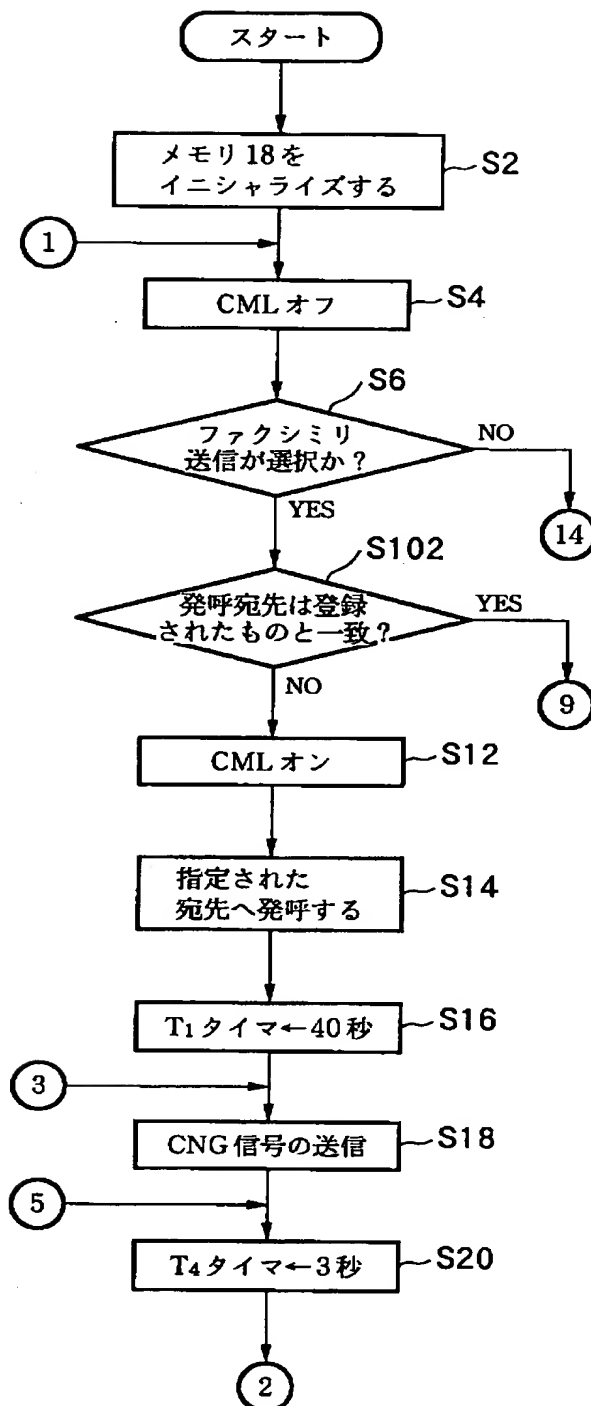 スタート
メモリ18を
イニシャライズする
S2
1
CMLオフ
S4
S6
ファクシミリ
送信が選択か?
NO
14
YES
S102
発呼宛先は登録
されたものと一致?
YES
9
NO
CMLオン
S12
指定された
宛先へ発呼する
S14
T1タイマ←40秒
S16
3
CNG信号の送信
S18
5
T4タイマ←3秒
S20
2